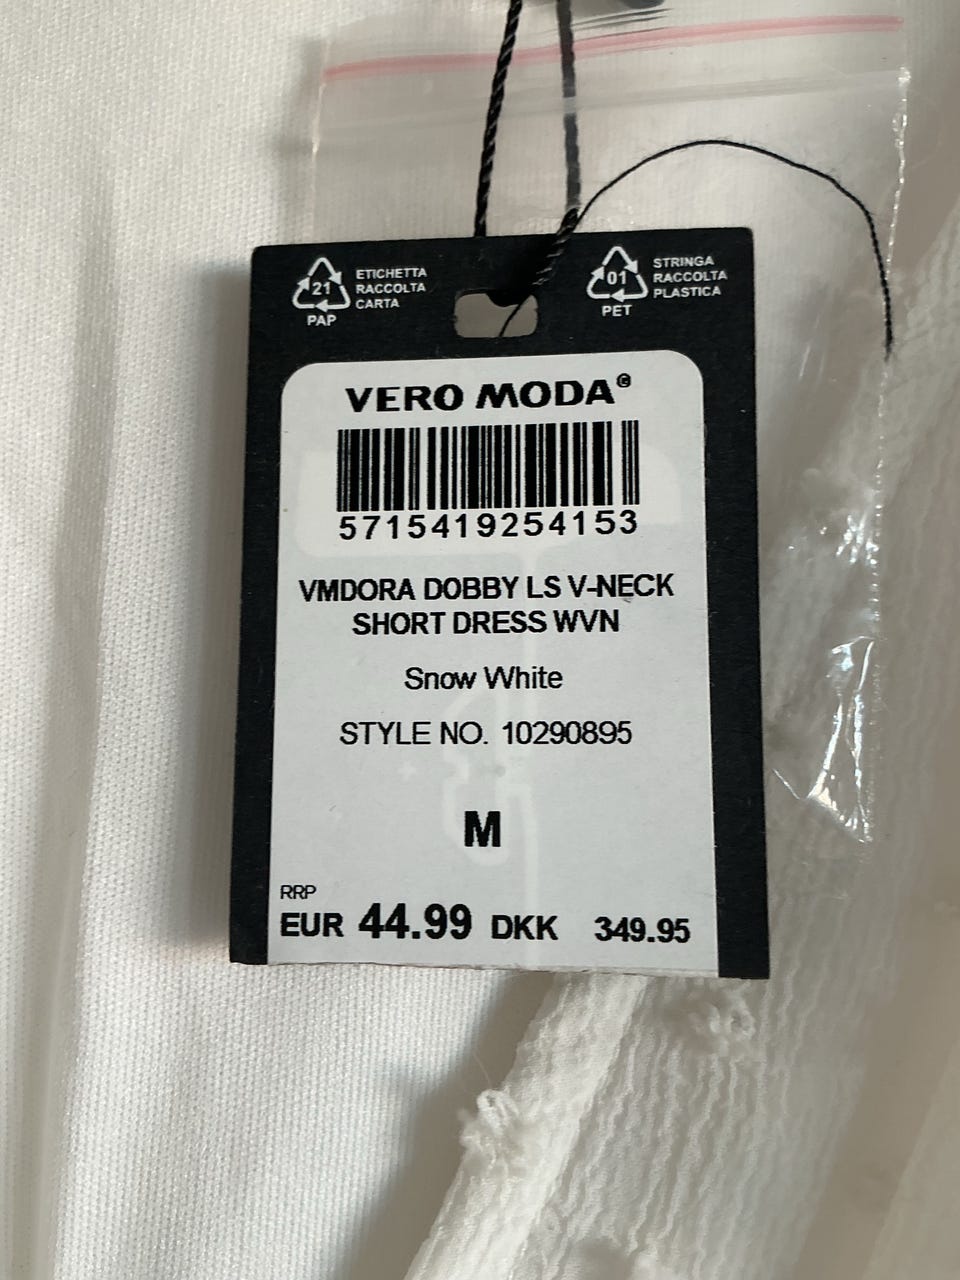 21
PAP
ETICHETTA
RACCOLTA
CARTA
01
PET
STRINGA
RACCOLTA
PLASTICA
VERO MODA©
5715419254153
VMDORA DOBBY LS V-NECK
SHORT DRESS WVN
Snow White
STYLE NO. 10290895
M
RRP
EUR 44.99 DKK 349.95